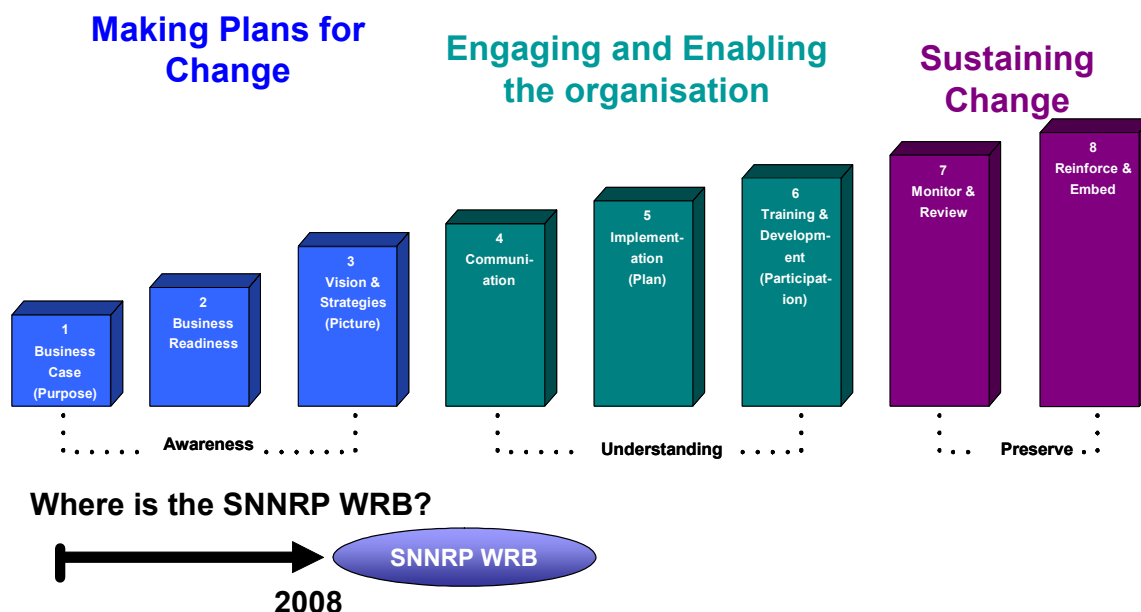 Making Plans for
Change
Engaging and Enabling
the organisation
Sustaining
Change
1
Business
Case
(Purpose)
2
Business
Readiness
3
Vision &
Strategies
(Picture)
4
Communi-
ation
5
Implement-
ation
(Plan)
6
Training &
Developm-
ent
(Participat-
ion)
7
Monitor &
Review
8
Reinforce &
Embed
Awareness
Understanding
Preserve
Where is the SNNRP WRB?
SNNRP WRB
2008